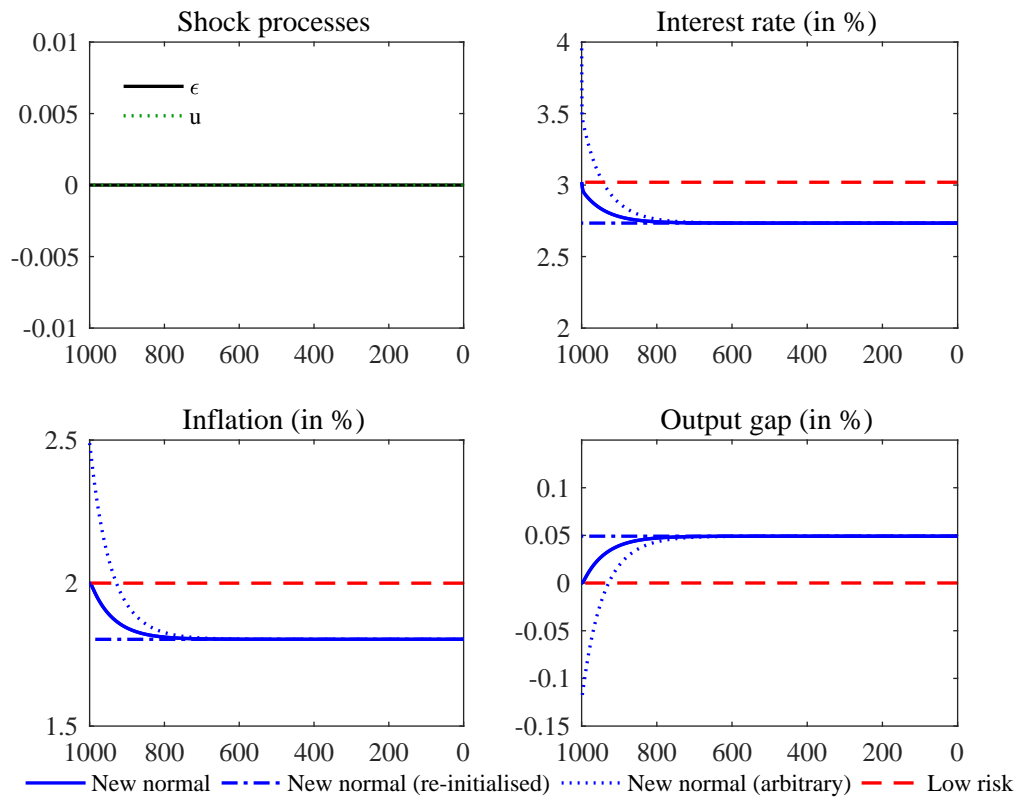 Shock processes
0.01
0.005
0
-0.005
-0.01
ϵ
u
1000 800 600 400 200 0
Interest rate (in %)
4
3.5
3
2.5
2
1000 800 600 400 200 0
Inflation (in %)
2.5
2
1.5
1000 800 600 400 200 0
Output gap (in %)
0.1
0.05
0
-0.05
-0.1
-0.15
1000 800 600 400 200 0
New normal New normal (re-initialised) New normal (arbitrary) Low risk